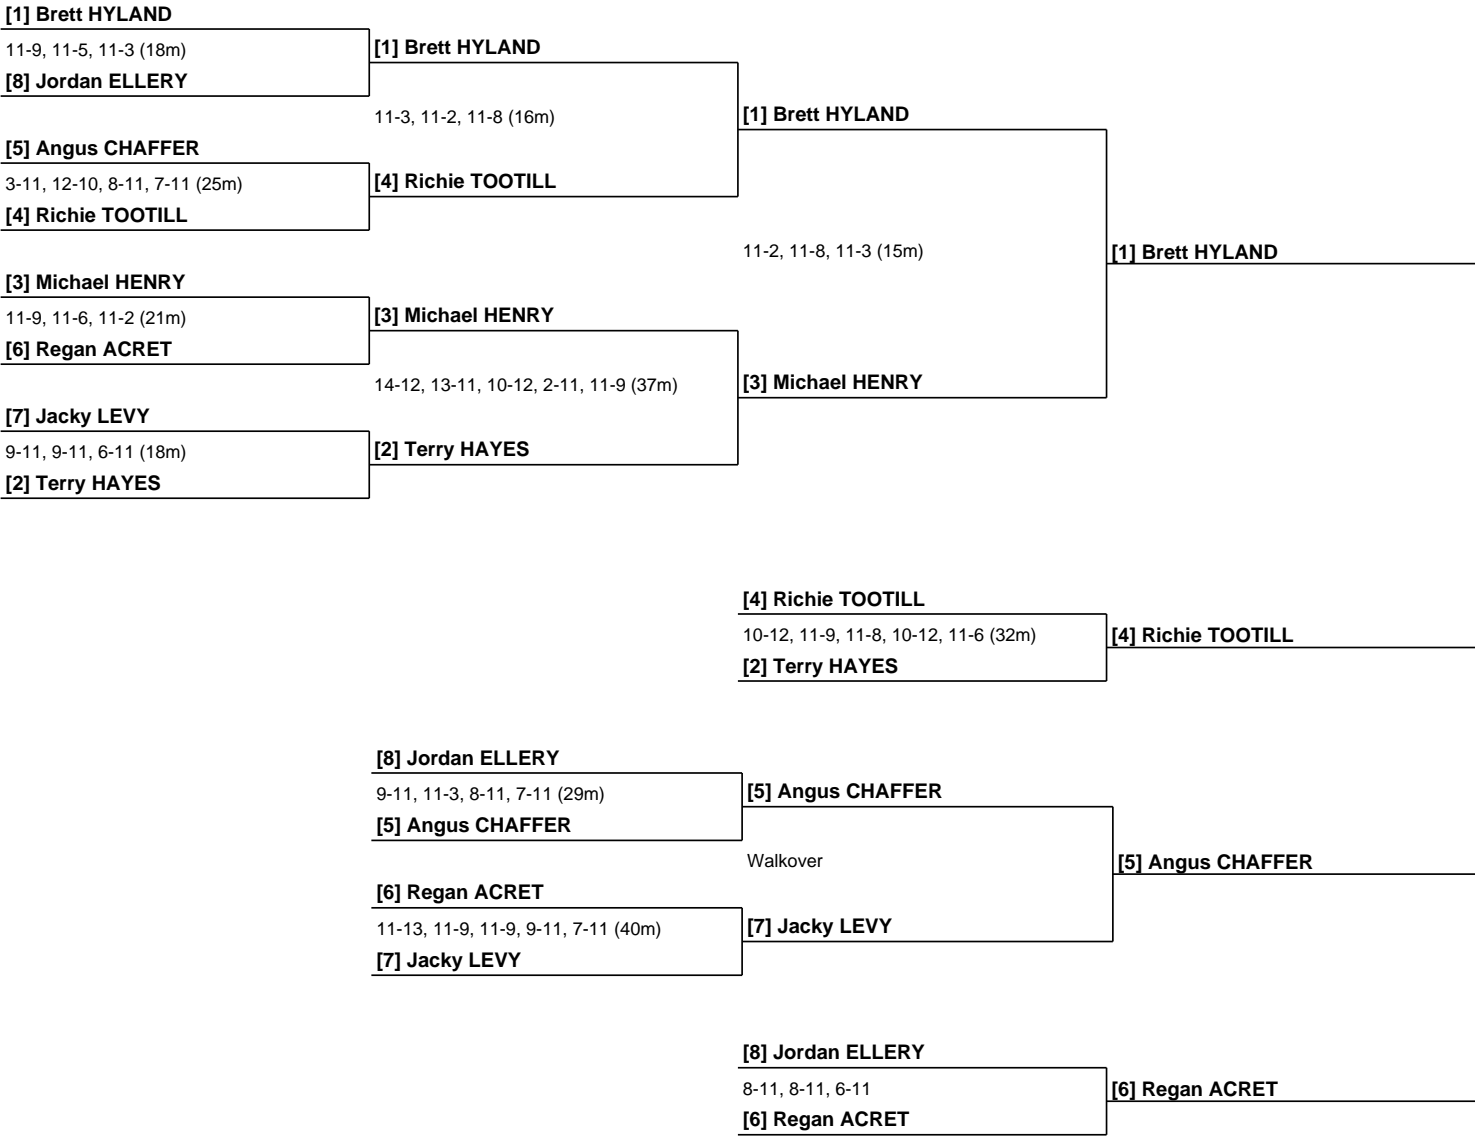 [1] Brett HYLAND
11-9, 11-5, 11-3 (18m)
[8] Jordan ELLERY
[1] Brett HYLAND
11-3, 11-2, 11-8 (16m)
[1] Brett HYLAND
[5] Angus CHAFFER
3-11, 12-10, 8-11, 7-11 (25m)
[4] Richie TOOTILL
[4] Richie TOOTILL
11-2, 11-8, 11-3 (15m)
[1] Brett HYLAND
[3] Michael HENRY
11-9, 11-6, 11-2 (21m)
[6] Regan ACRET
[3] Michael HENRY
14-12, 13-11, 10-12, 2-11, 11-9 (37m)
[3] Michael HENRY
[7] Jacky LEVY
9-11, 9-11, 6-11 (18m)
[2] Terry HAYES
[2] Terry HAYES
[4] Richie TOOTILL
10-12, 11-9, 11-8, 10-12, 11-6 (32m)
[2] Terry HAYES
[4] Richie TOOTILL
[8] Jordan ELLERY
9-11, 11-3, 8-11, 7-11 (29m)
[5] Angus CHAFFER
[5] Angus CHAFFER
Walkover
[5] Angus CHAFFER
[6] Regan ACRET
11-13, 11-9, 11-9, 9-11, 7-11 (40m)
[7] Jacky LEVY
[7] Jacky LEVY
[8] Jordan ELLERY
8-11, 8-11, 6-11
[6] Regan ACRET
[6] Regan ACRET